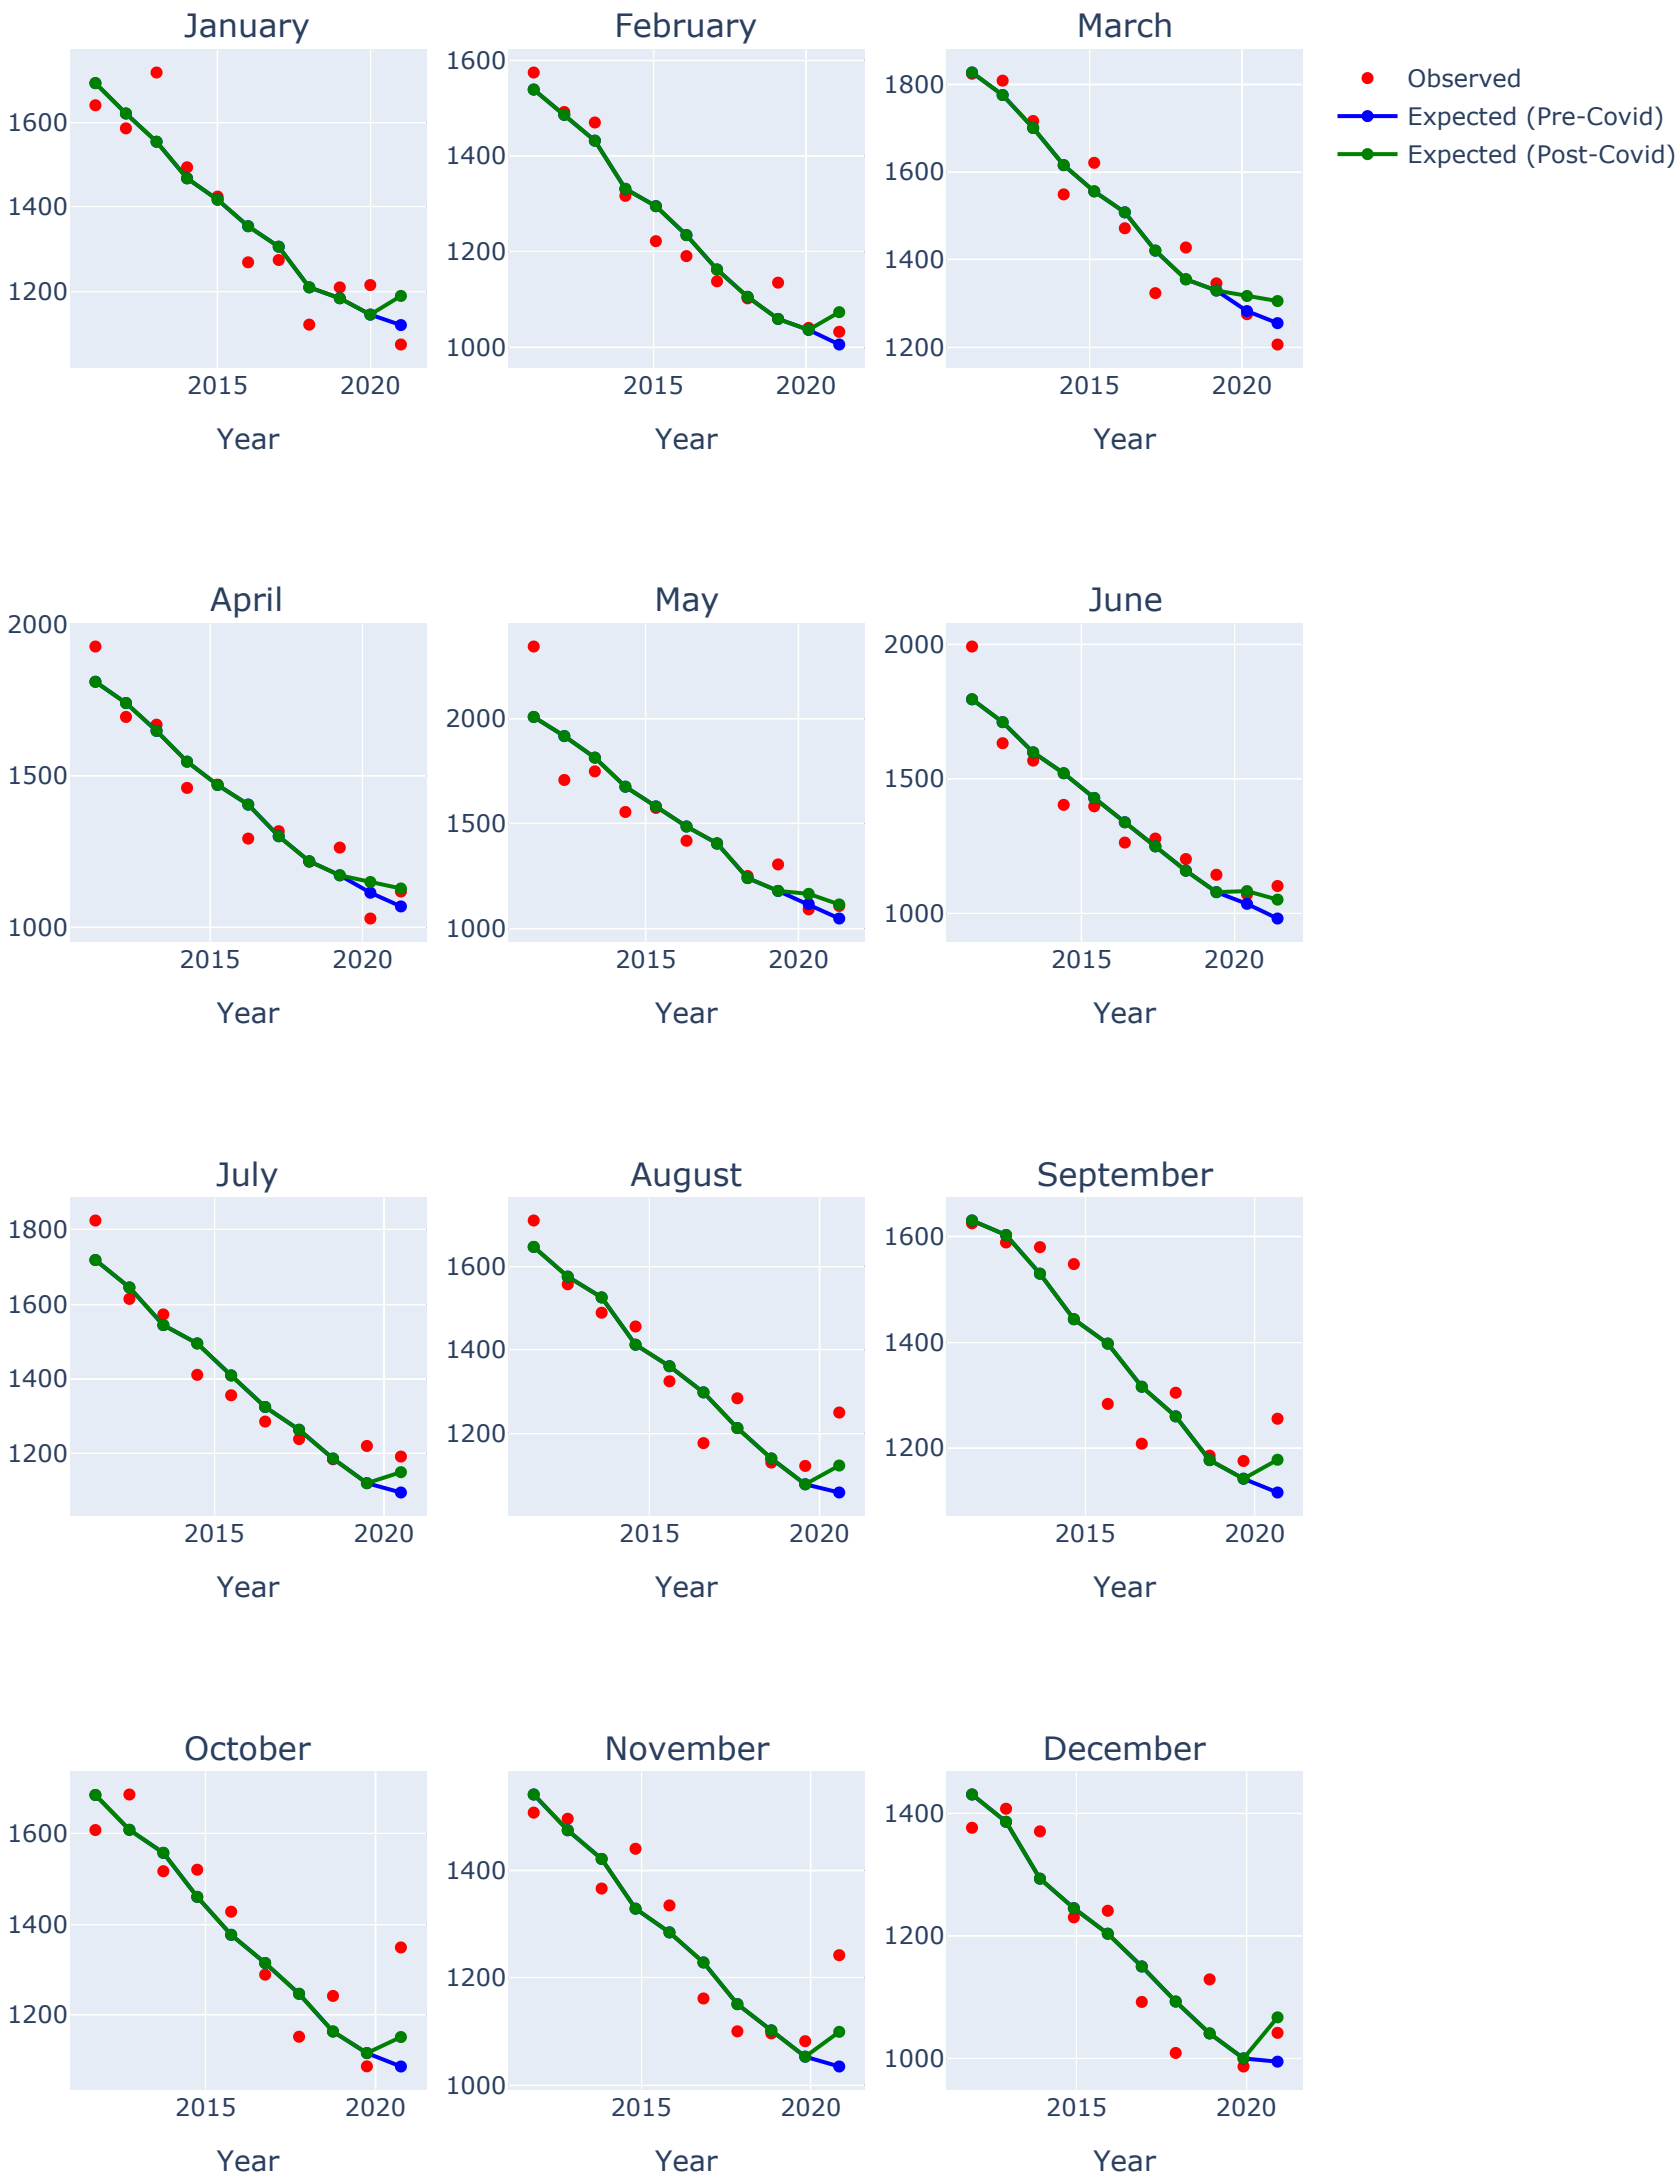 January
February
March
1600
1400
1200
2015
2020
Year
1600
1400
1200
1000
2015
2020
Year
1800
1600
1400
1200
2015
2020
Year
Observed
Expected (Pre-Covid)
Expected (Post-Covid)
April
May
June
2000
1500
1000
2015
2020
Year
2000
1500
1000
2015
2020
Year
2000
1500
1000
2015
2020
Year
July
August
September
1800
1600
1400
1200
2015
2020
Year
1600
1400
1200
2015
2020
Year
1600
1400
1200
2015
2020
Year
October
November
December
1600
1400
1200
2015
2020
Year
1400
1200
1000
2015
2020
Year
1400
1200
1000
2015
2020
Year